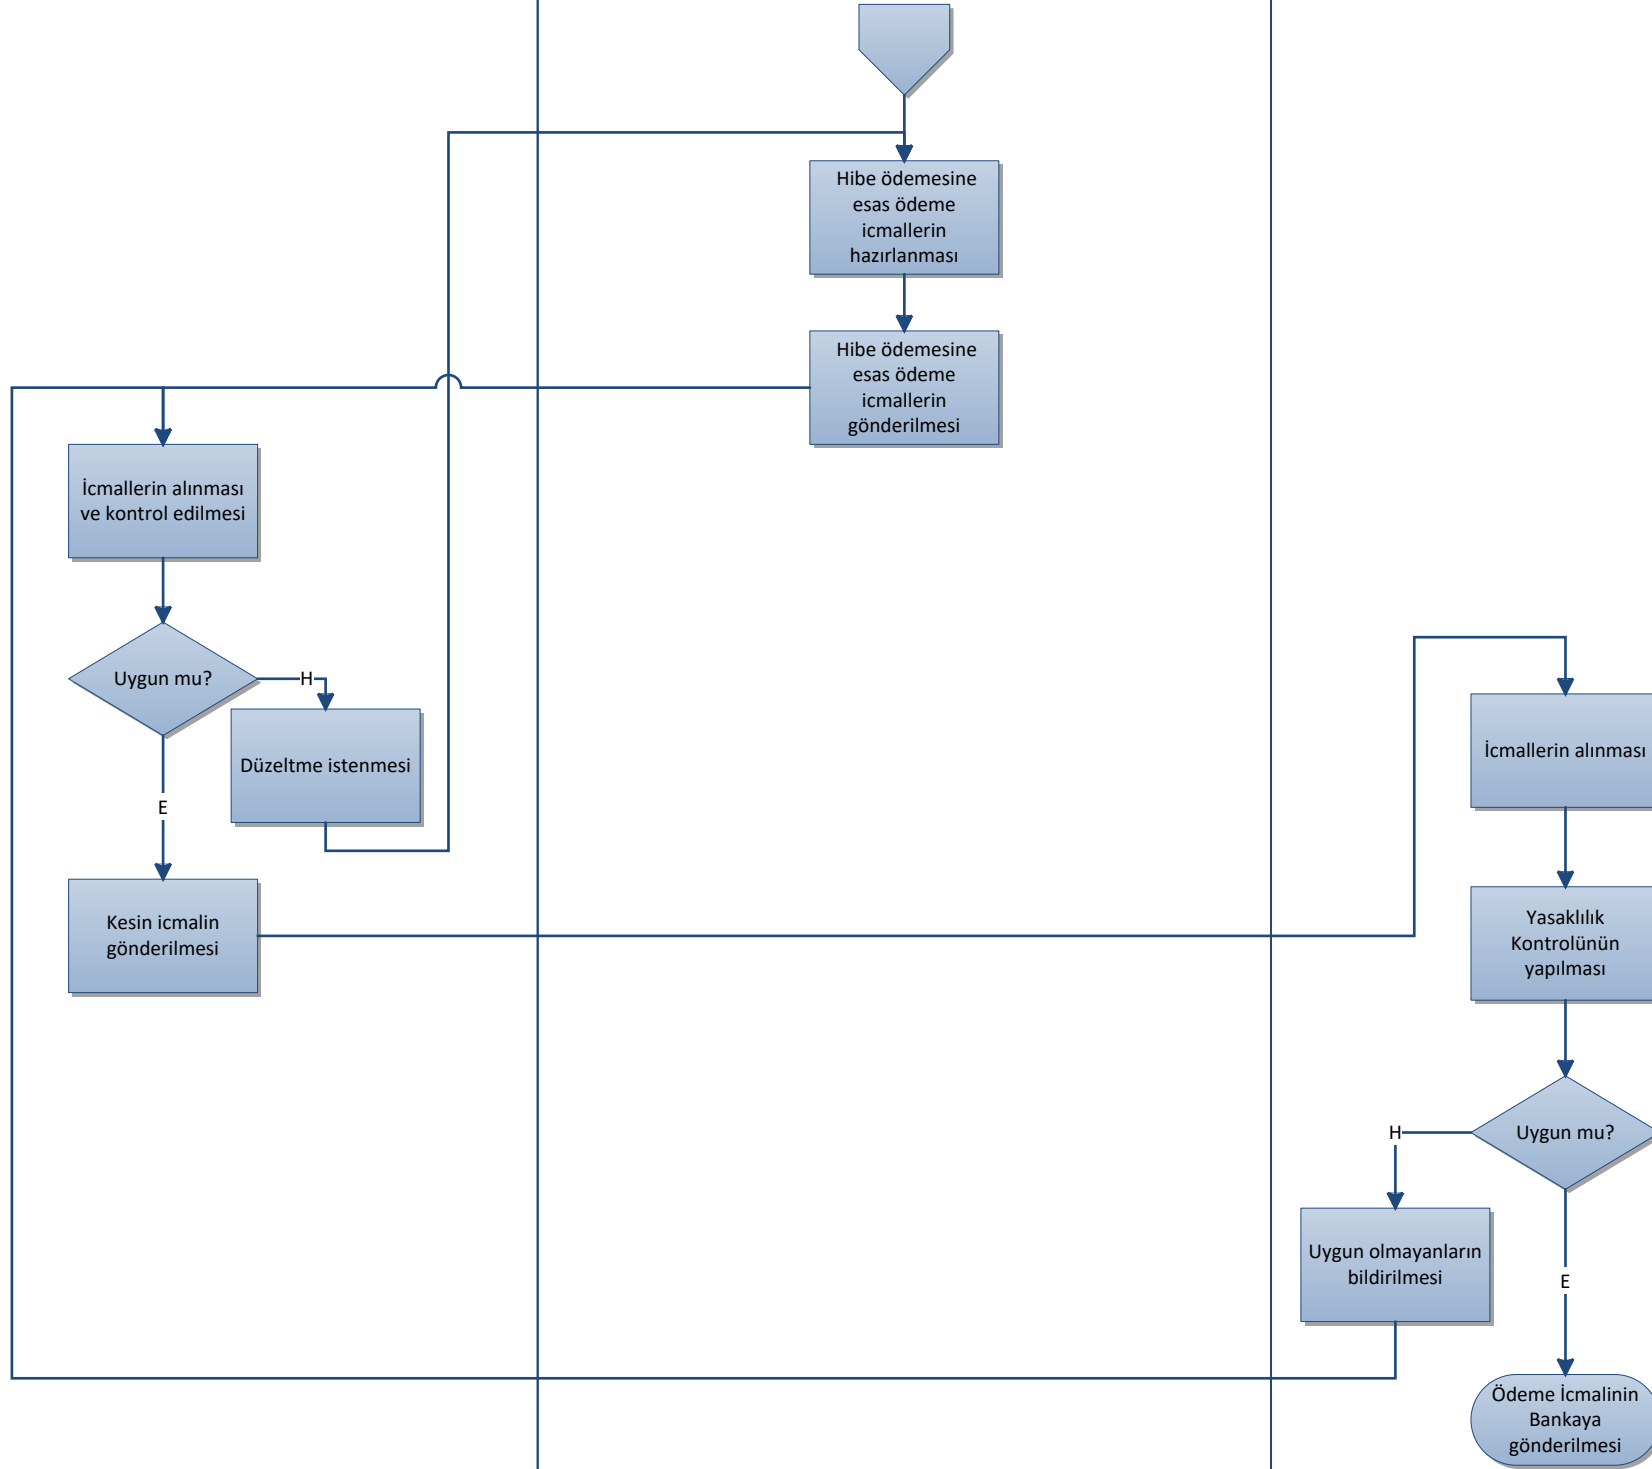 Hibe ödemesine
esas ödeme
icmallerin
hazırlanması
Hibe ödemesine
esas ödeme
icmallerin
gönderilmesi
İcmallerin alınması
ve kontrol edilmesi
Uygun mu?
H
Düzeltme istenmesi
E
Kesin icmalin
gönderilmesi
İcmallerin alınması
Yasaklılık
Kontrolünün
yapılması
Uygun mu?
H
Uygun olmayanların
bildirilmesi
E
Ödeme İcmalinin
Bankaya
gönderilmesi